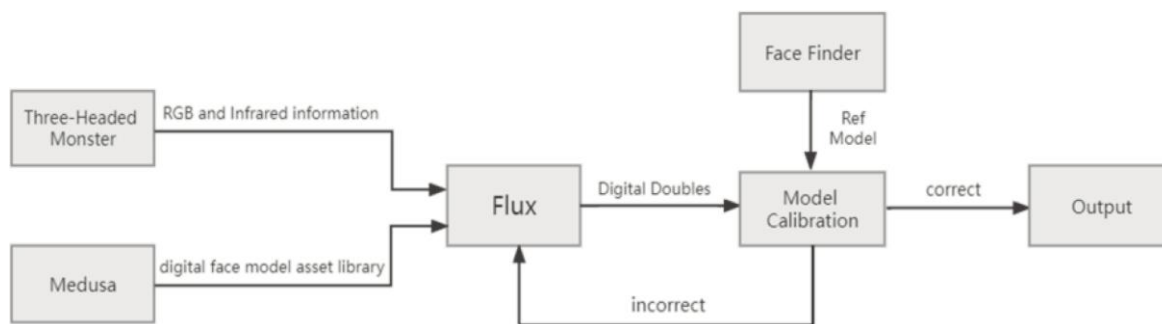 Face Finder
Three-Headed
Monster
RGB and Infrared information
Ref
Model
Flux
Digital Doubles
Model
Calibration
correct
Output
Medusa
digital face model asset library
incorrect